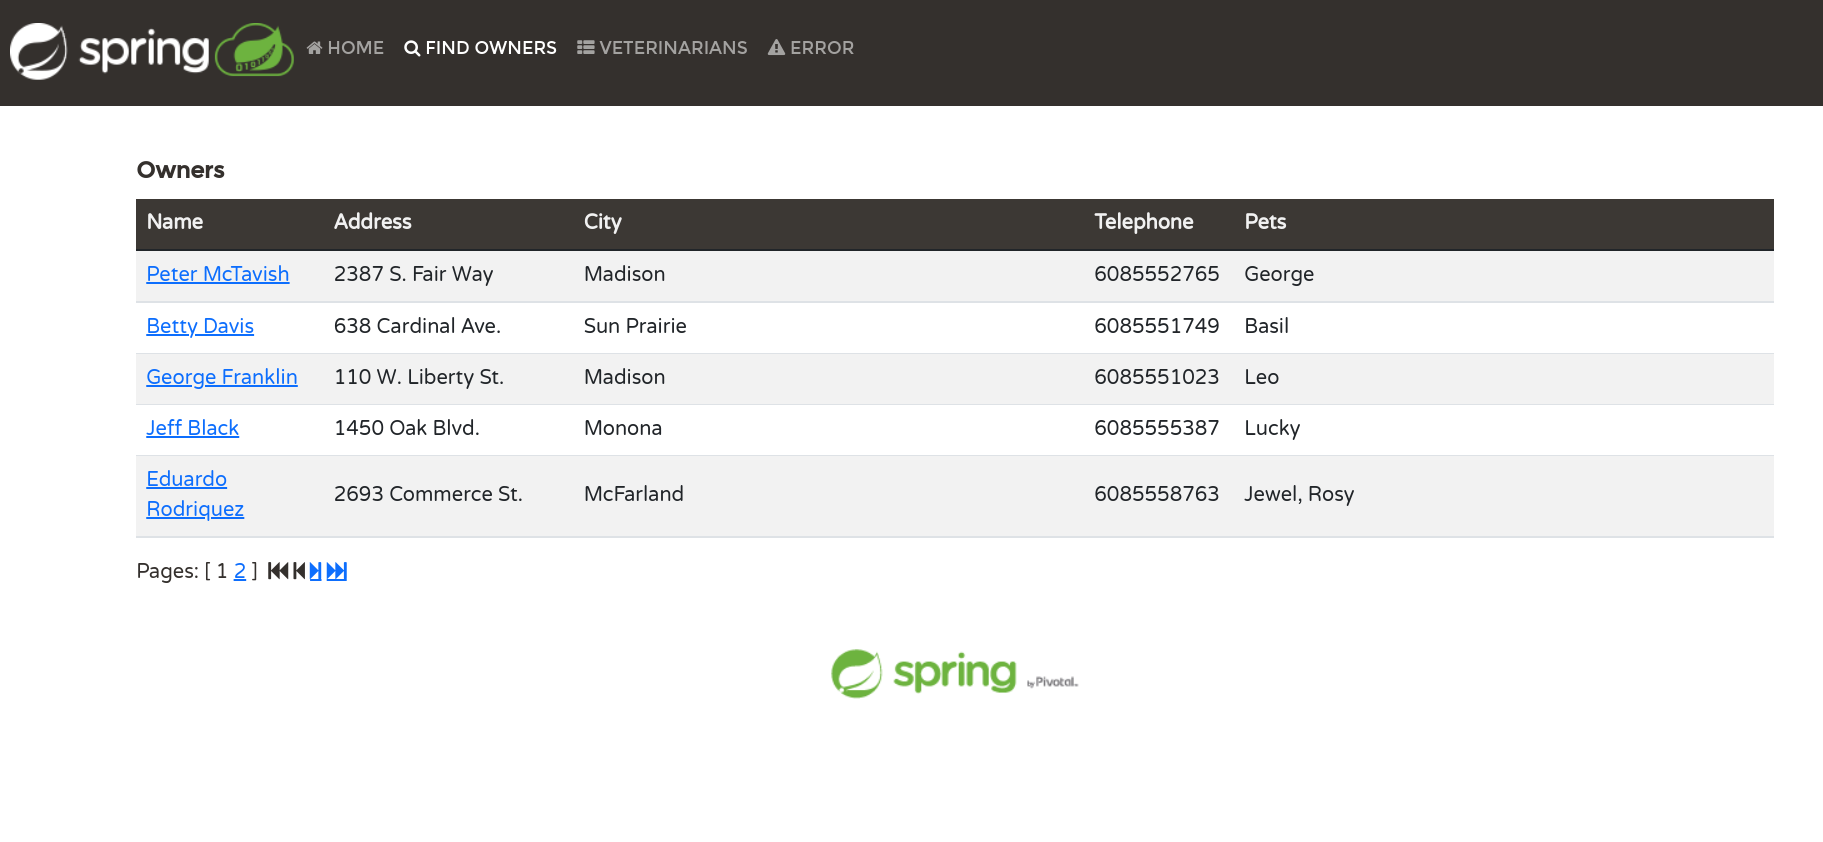 spring HOME FIND OWNERS VETERINARIANS ERROR
Owners
Name Address City Telephone Pets
Peter McTavish 2387 S. Fair Way Madison 6085552765 George
Betty Davis 638 Cardinal Ave. Sun Prairie 6085551749 Basil
George Franklin 110 W. Liberty St. Madison 6085551023 Leo
Jeff Black 1450 Oak Blvd. Monona 6085555387 Lucky
Eduardo
Rodriquez 2693 Commerce St. McFarland 6085558763 Jewel, Rosy
Pages: [ 1 2 ]
spring by Pivotal.